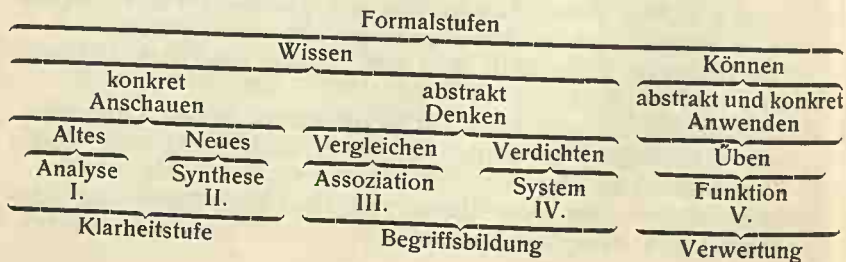 Formalstufen
Wissen
Können
konkret
Anschauen
abstrakt
Denken
abstrakt und konkret
Anwenden
Altes
Neues
Vergleichen
Verdichten
Üben
Analyse
I.
Synthese
II.
Assoziation
III.
System
IV.
Funktion
V.
Klarheitstufe
Begriffsbildung
Verwertung